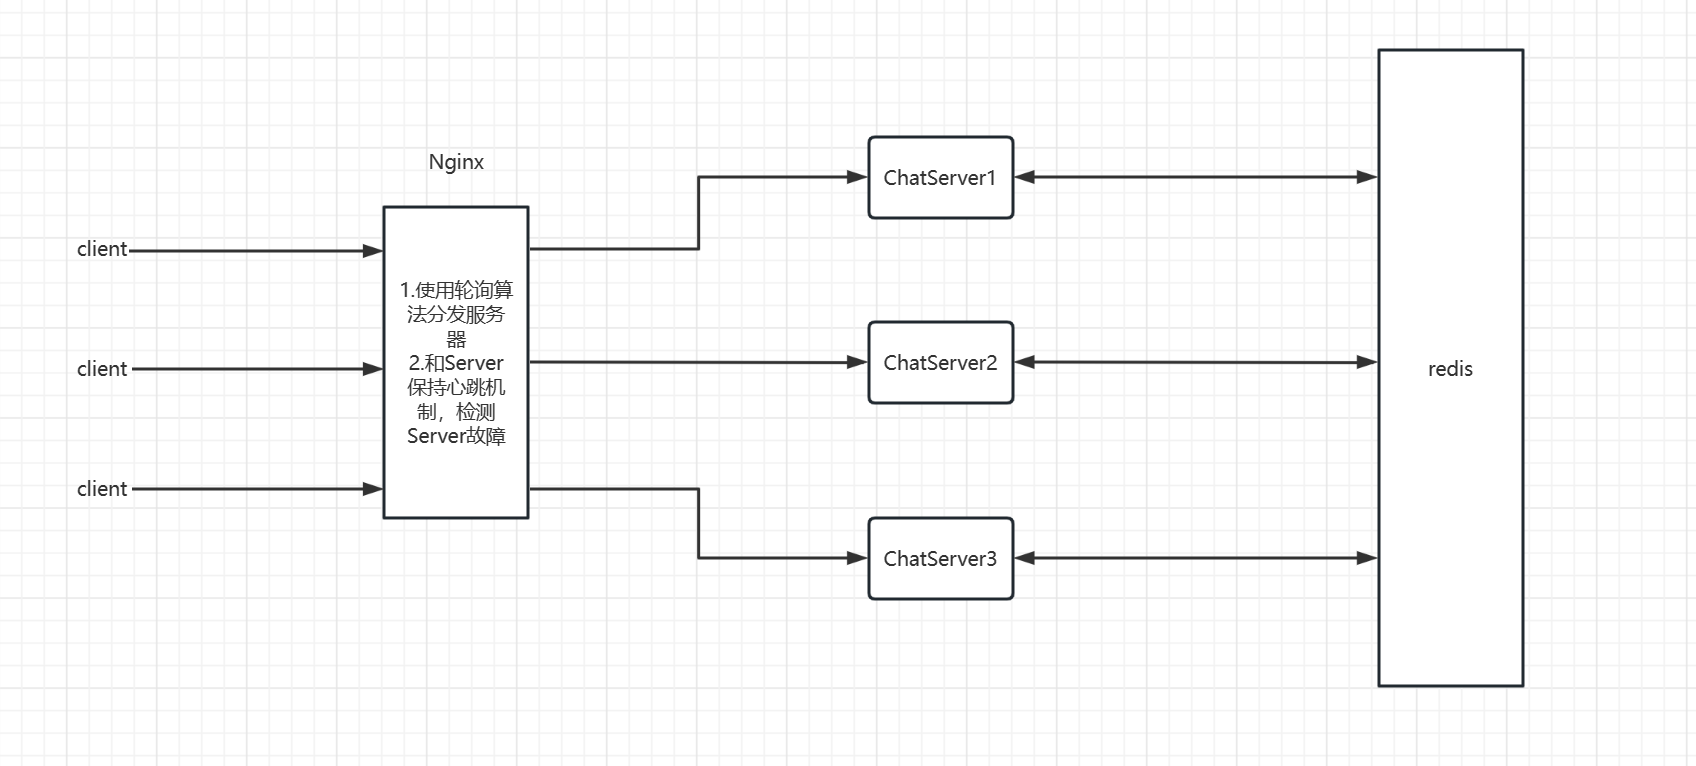 Nginx
client
client
client
1.使用轮询算
法分发服务
器
2.和Server
保持心跳机
制，检测
Server故障
ChatServer1
ChatServer2
ChatServer3
redis